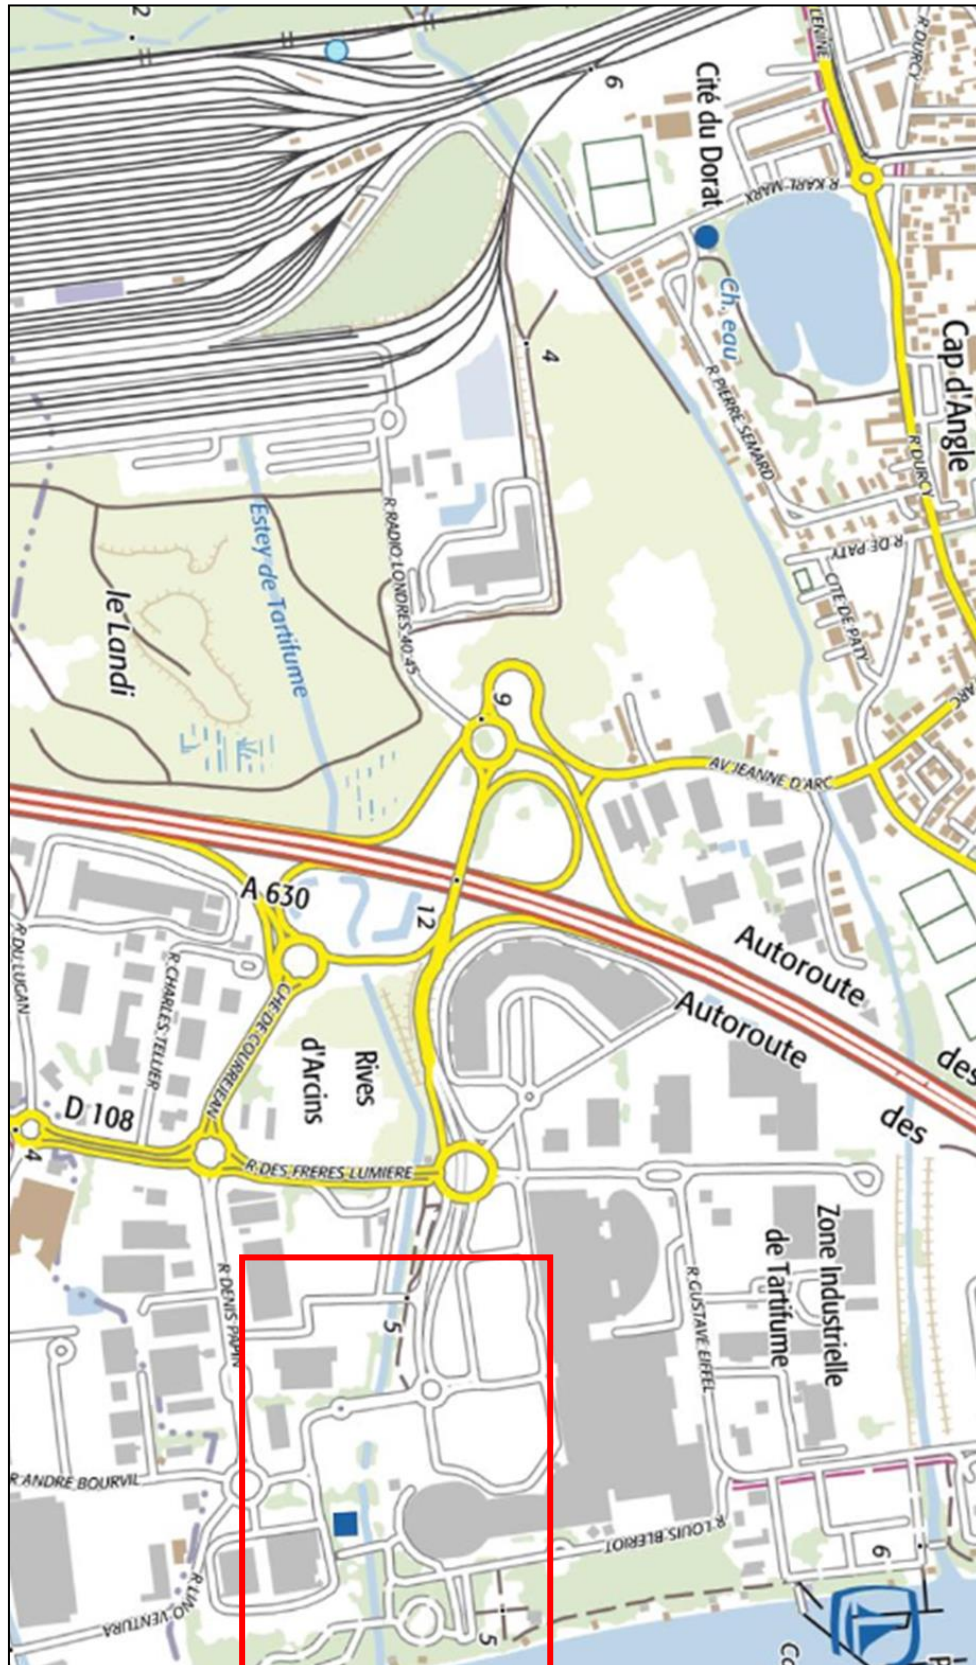 LENINE
R DURCY
2
6
Cité du Dorat
R KARL MARX
Ch. eau
Cap d'Angle
4
R PIERRE SEMARD
R DURCY
R DE PATY
CITE DE PATY
Estey de Tartifume
R RADIO LONDRES 40.45
le Landi
9
ARC
AV JEANNE D'ARC
A 630
12
Autoroute
Autoroute
des
des
R DU LUGAN
R CHARLES TELLIER
CHE DE COURREJEAN
Rives
d'Arcins
D 108
4
R DES FRERES LUMIERE
Zone Industrielle
de Tartifume
R DENIS PAPIN
5
R GUSTAVE EIFFEL
R ANDRE BOURVIL
R LOUIS BLERIOT
6
R LINO VENTURA
5